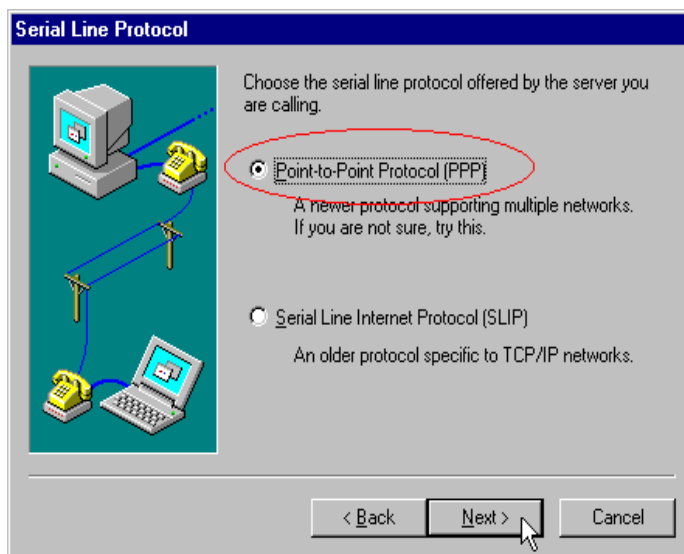 Serial Line Protocol
Choose the serial line protocol offered by the server you
are calling.
Point-to-Point Protocol (PPP)
A newer protocol supporting multiple networks.
If you are not sure, try this.
Serial Line Internet Protocol (SLIP)
An older protocol specific to TCP/IP networks.
< Back
Next >
Cancel